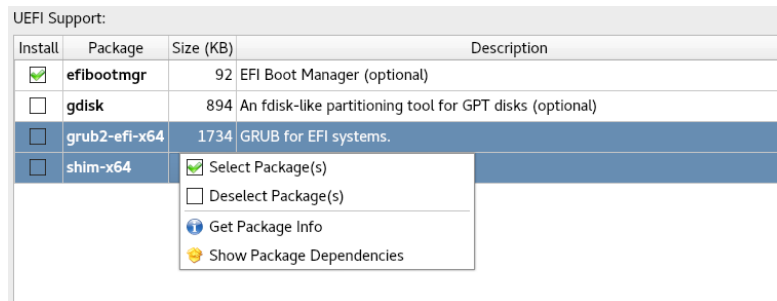 UEFI Support:
Install Package Size (KB) Description
efibootmgr 92 EFI Boot Manager (optional)
gdisk 894 An fdisk-like partitioning tool for GPT disks (optional)
grub2-efi-x64 1734 GRUB for EFI systems.
shim-x64
Select Package(s)
Deselect Package(s)
Get Package Info
Show Package Dependencies